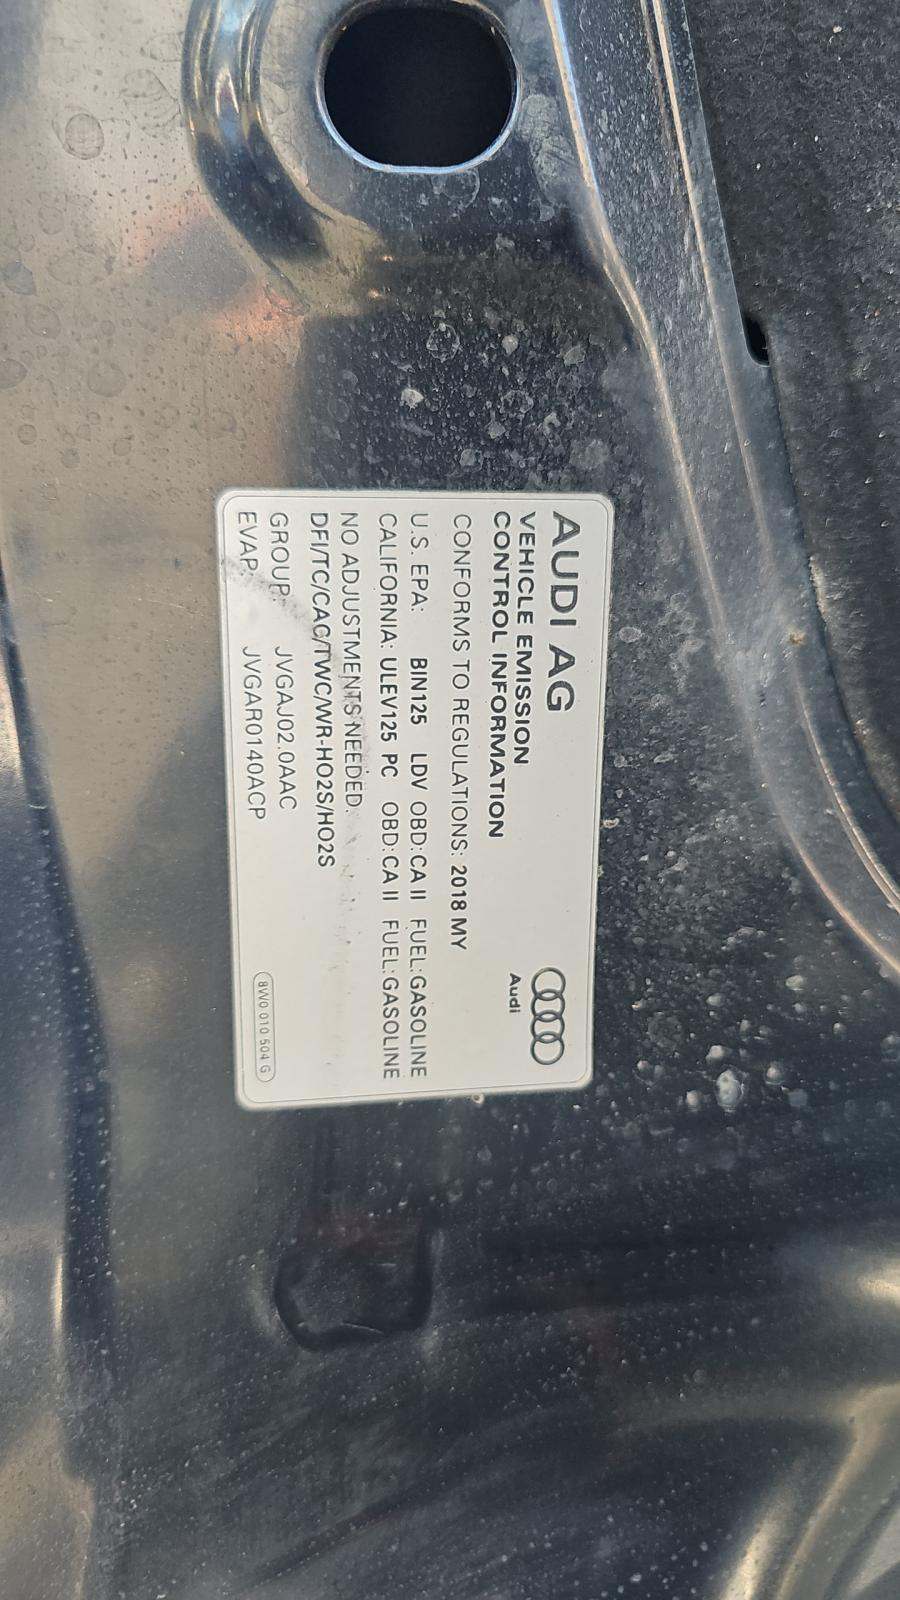 AUDI AG
VEHICLE EMISSION
CONTROL INFORMATION
Audi
CONFORMS TO REGULATIONS: 2018 MY
U.S. EPA: BIN125 LDV OBD: CA II FUEL: GASOLINE
CALIFORNIA: ULEV125 PC OBD: CA II FUEL: GASOLINE
NO ADJUSTMENTS NEEDED.
DFI/TC/CAC/TWC/WR-HO2S/HO2S
GROUP: JVGAJ02.0AAC
EVAP: JVGAR0140ACP
8W0 010 504 G